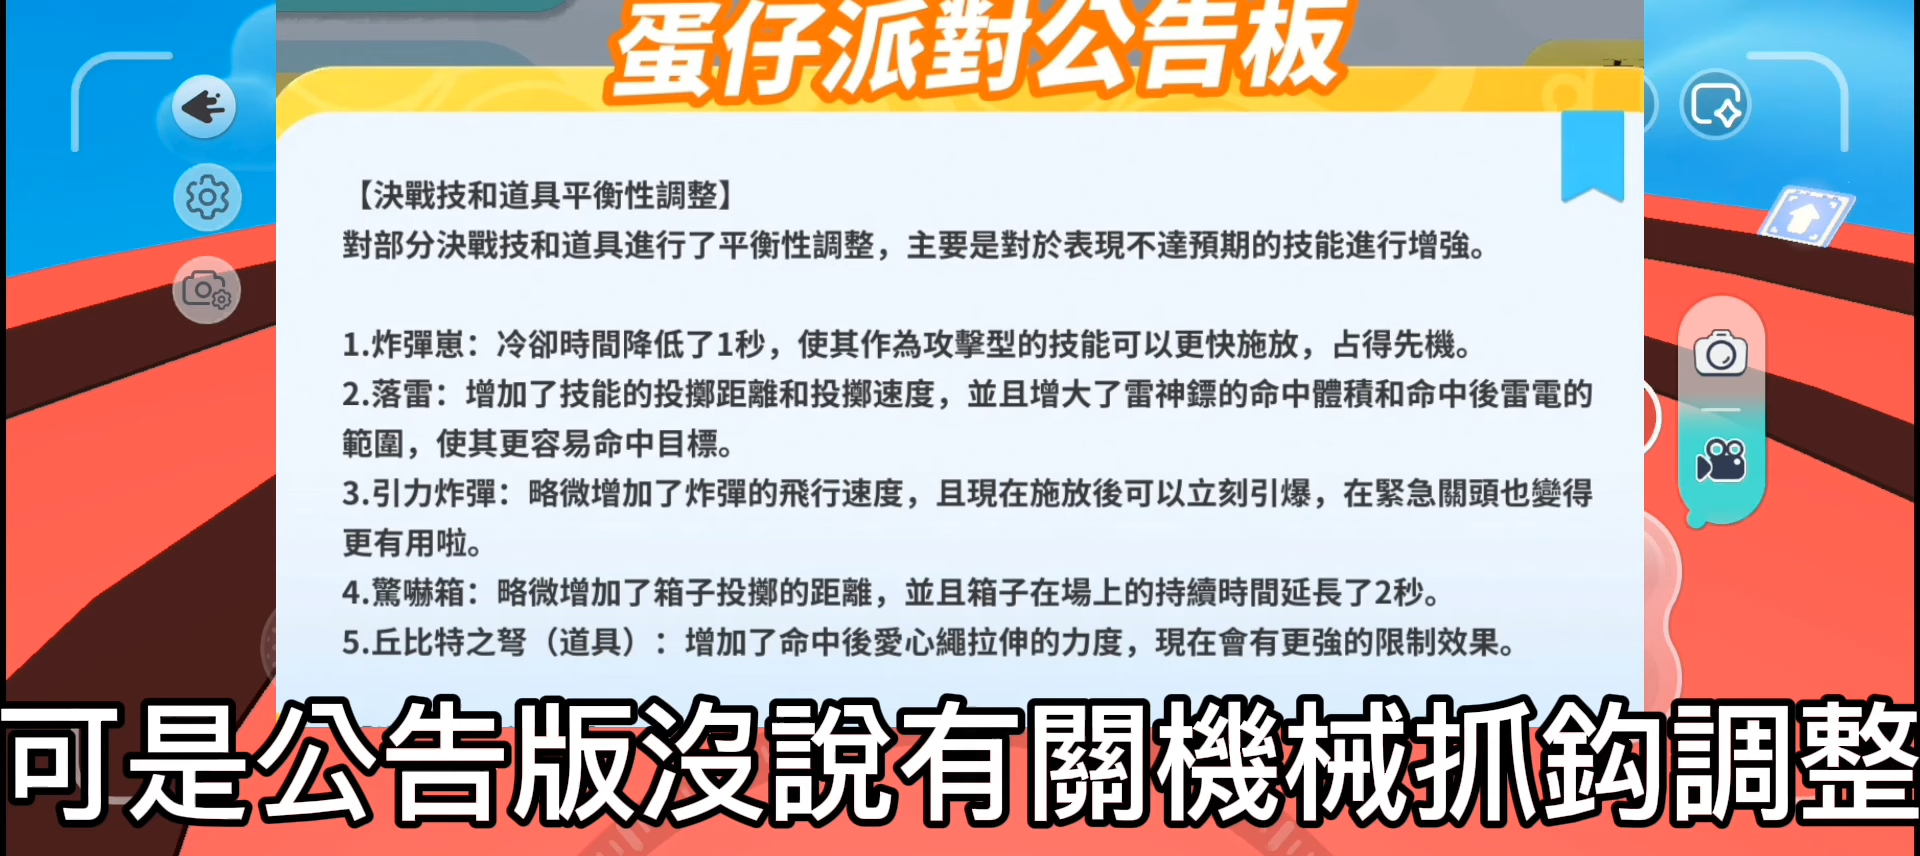 蛋仔派對公告板
【決戰技和道具平衡性調整】
對部分決戰技和道具進行了平衡性調整，主要是對於表現不達預期的技能進行增強。
1.炸彈崽：冷卻時間降低了1秒，使其作為攻擊型的技能可以更快施放，占得先機。
2.落雷：增加了技能的投擲距離和投擲速度，並且增大了雷神鏢的命中體積和命中後雷電的
範圍，使其更容易命中目標。
3.引力炸彈：略微增加了炸彈的飛行速度，且現在施放後可以立刻引爆，在緊急關頭也變得
更有用啦。
4.驚嚇箱：略微增加了箱子投擲的距離，並且箱子在場上的持續時間延長了2秒。
5.丘比特之弩（道具）：增加了命中後愛心繩拉伸的力度，現在會有更強的限制效果。
可是公告版沒說有關機械抓鈎調整